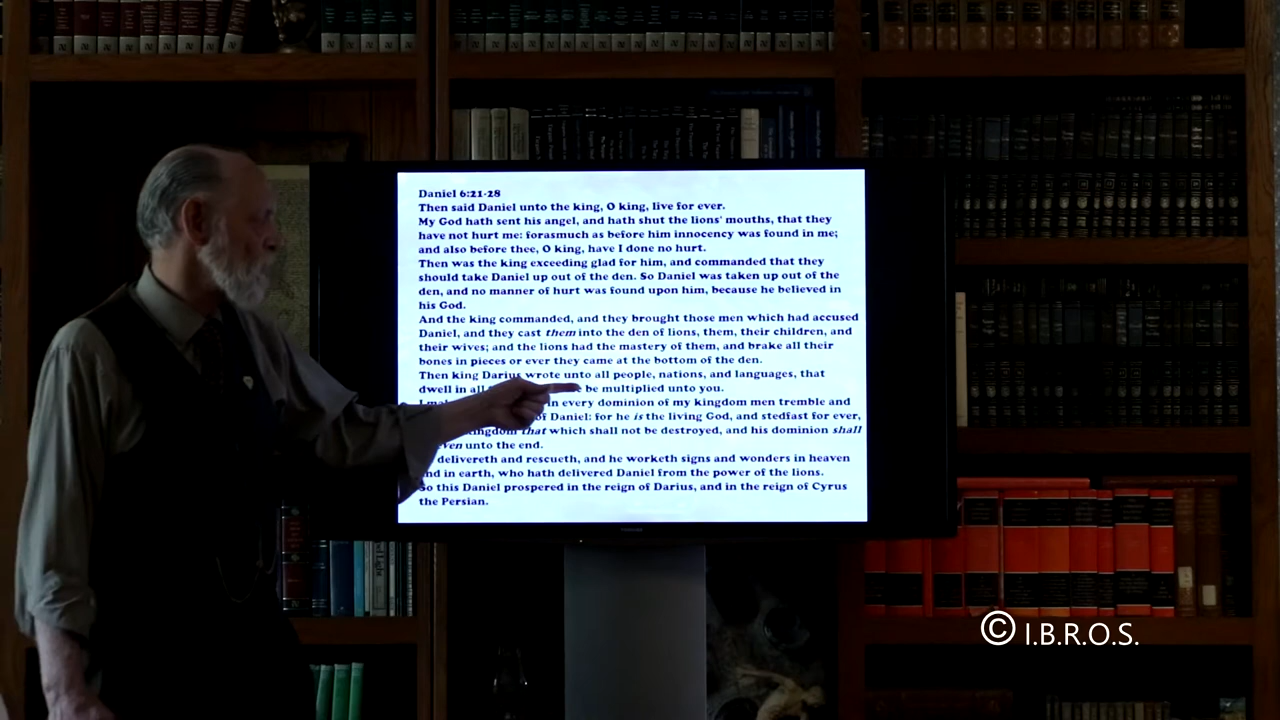 Daniel 6:21-28
Then said Daniel unto the king, O king, live for ever.
My God hath sent his angel, and hath shut the lions' mouths, that they
have not hurt me: forasmuch as before him innocency was found in me;
and also before thee, O king, have I done no hurt.
Then was the king exceeding glad for him, and commanded that they
should take Daniel up out of the den. So Daniel was taken up out of the
den, and no manner of hurt was found upon him, because he believed in
his God.
And the king commanded, and they brought those men which had accused
Daniel, and they cast them into the den of lions, them, their children, and
their wives; and the lions had the mastery of them, and brake all their
bones in pieces or ever they came at the bottom of the den.
Then king Darius wrote unto all people, nations, and languages, that
dwell in all be multiplied unto you.
I in every dominion of my kingdom men tremble and
of Daniel: for he is the living God, and stedfast for ever,
kingdom that which shall not be destroyed, and his dominion shall
even unto the end.
delivereth and rescueth, and he worketh signs and wonders in heaven
and in earth, who hath delivered Daniel from the power of the lions.
So this Daniel prospered in the reign of Darius, and in the reign of Cyrus
the Persian.
© I.B.R.O.S.